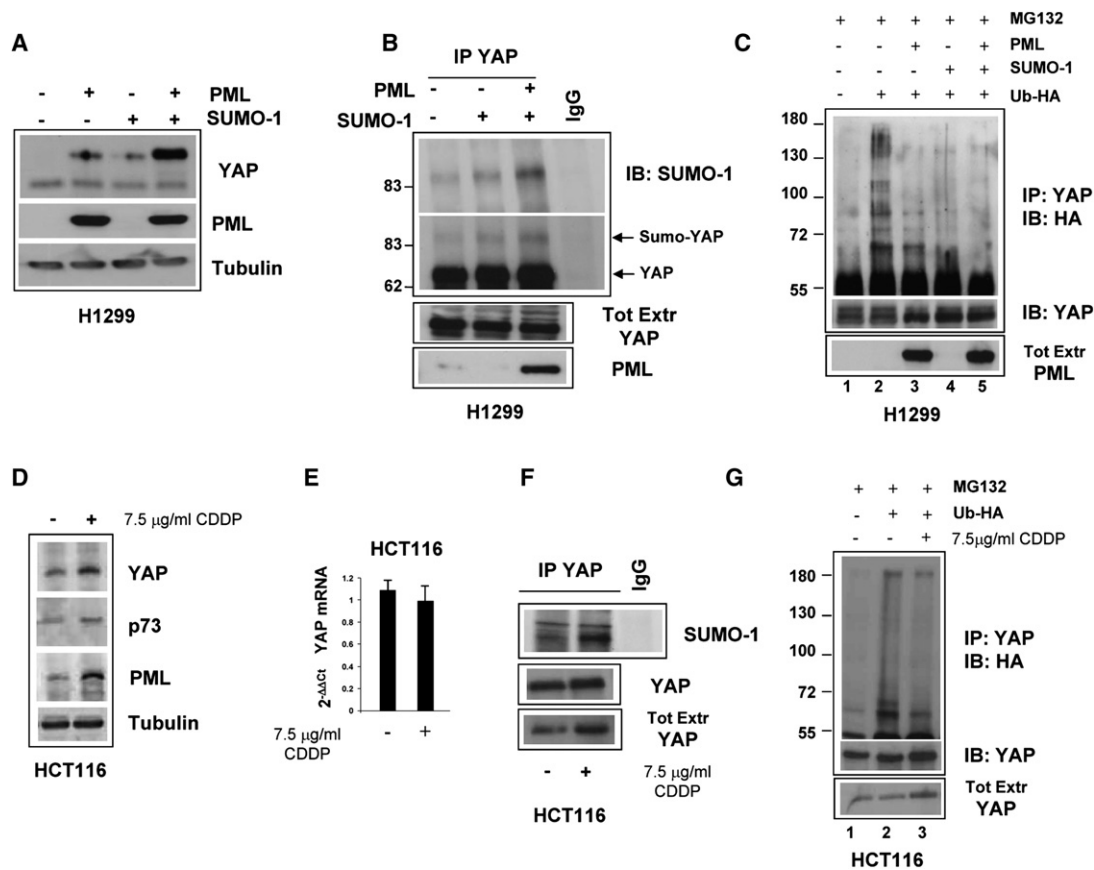 A
- + - + PML
- - + + SUMO-1
YAP
PML
Tubulin
H1299
B
IP YAP
PML - - +
SUMO-1 - + + IgG
IB: SUMO-1
83
83
Sumo-YAP
YAP
62
Tot Extr
YAP
PML
H1299
C
+ + + + + MG132
- - + - + PML
- - - + + SUMO-1
- + + + + Ub-HA
180
130
100
72
55
IP: YAP
IB: HA
IB: YAP
Tot Extr
PML
1 2 3 4 5
H1299
D
- + 7.5 µg/ml CDDP
YAP
p73
PML
Tubulin
HCT116
E
HCT116
2-ΔΔCt YAP mRNA
1.2
1
0.8
0.6
0.4
0.2
0
7.5 µg/ml
CDDP
- +
F
IP YAP IgG
SUMO-1
YAP
Tot Extr
YAP
- + 7.5 µg/ml
CDDP
HCT116
G
+ + + MG132
- + + Ub-HA
- - + 7.5µg/ml CDDP
180
130
100
72
55
IP: YAP
IB: HA
IB: YAP
Tot Extr
YAP
1 2 3
HCT116